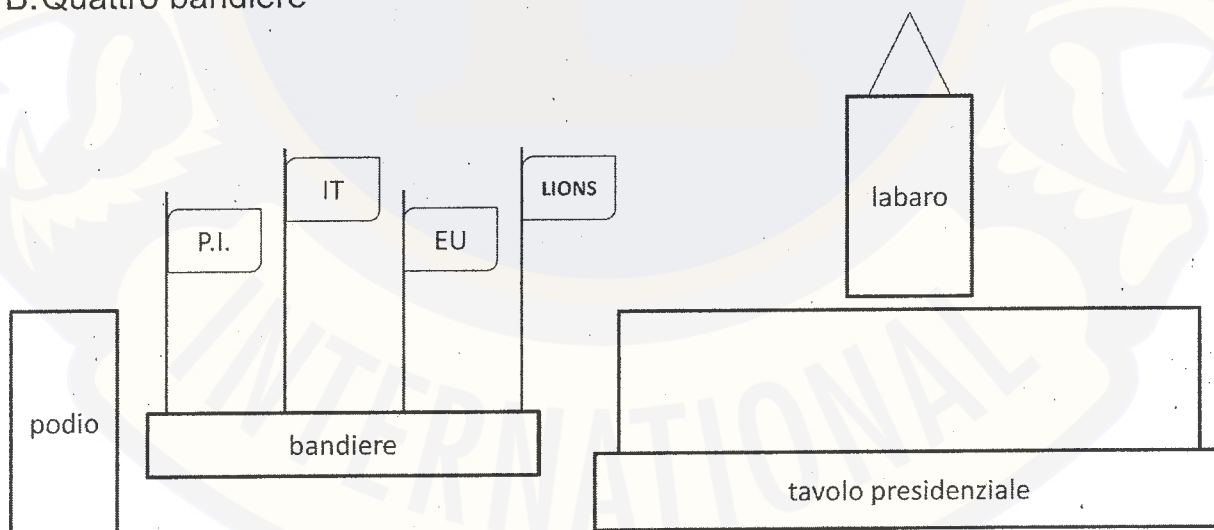 B. Quattro bandiere
P.I.
IT
EU
LIONS
labaro
podio
bandiere
tavolo presidenziale
INTERNATIONAL